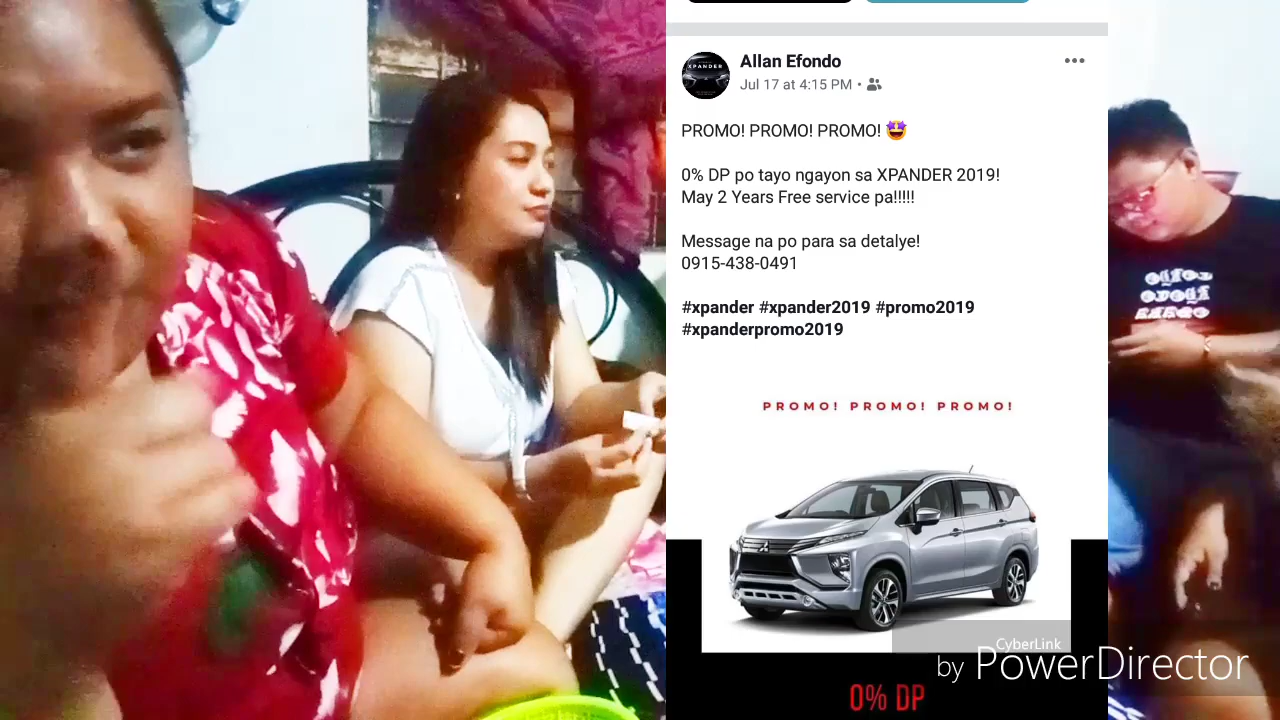 XPANDER
Allan Efondo
Jul 17 at 4:15 PM •
PROMO! PROMO! PROMO! 🤩
0% DP po tayo ngayon sa XPANDER 2019!
May 2 Years Free service pa!!!!!
Message na po para sa detalye!
0915-438-0491
#xpander #xpander2019 #promo2019
#xpanderpromo2019
PROMO! PROMO! PROMO!
CyberLink
by PowerDirector
0% DP